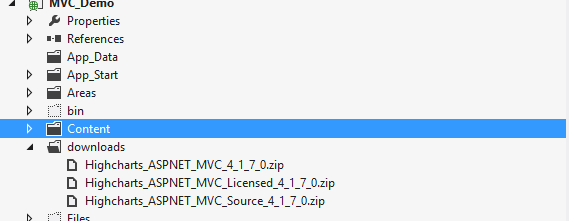 MVC_Demo
Properties
References
App_Data
App_Start
Areas
bin
Content
downloads
Highcharts_ASPNET_MVC_4_1_7_0.zip
Highcharts_ASPNET_MVC_Licensed_4_1_7_0.zip
Highcharts_ASPNET_MVC_Source_4_1_7_0.zip
Files